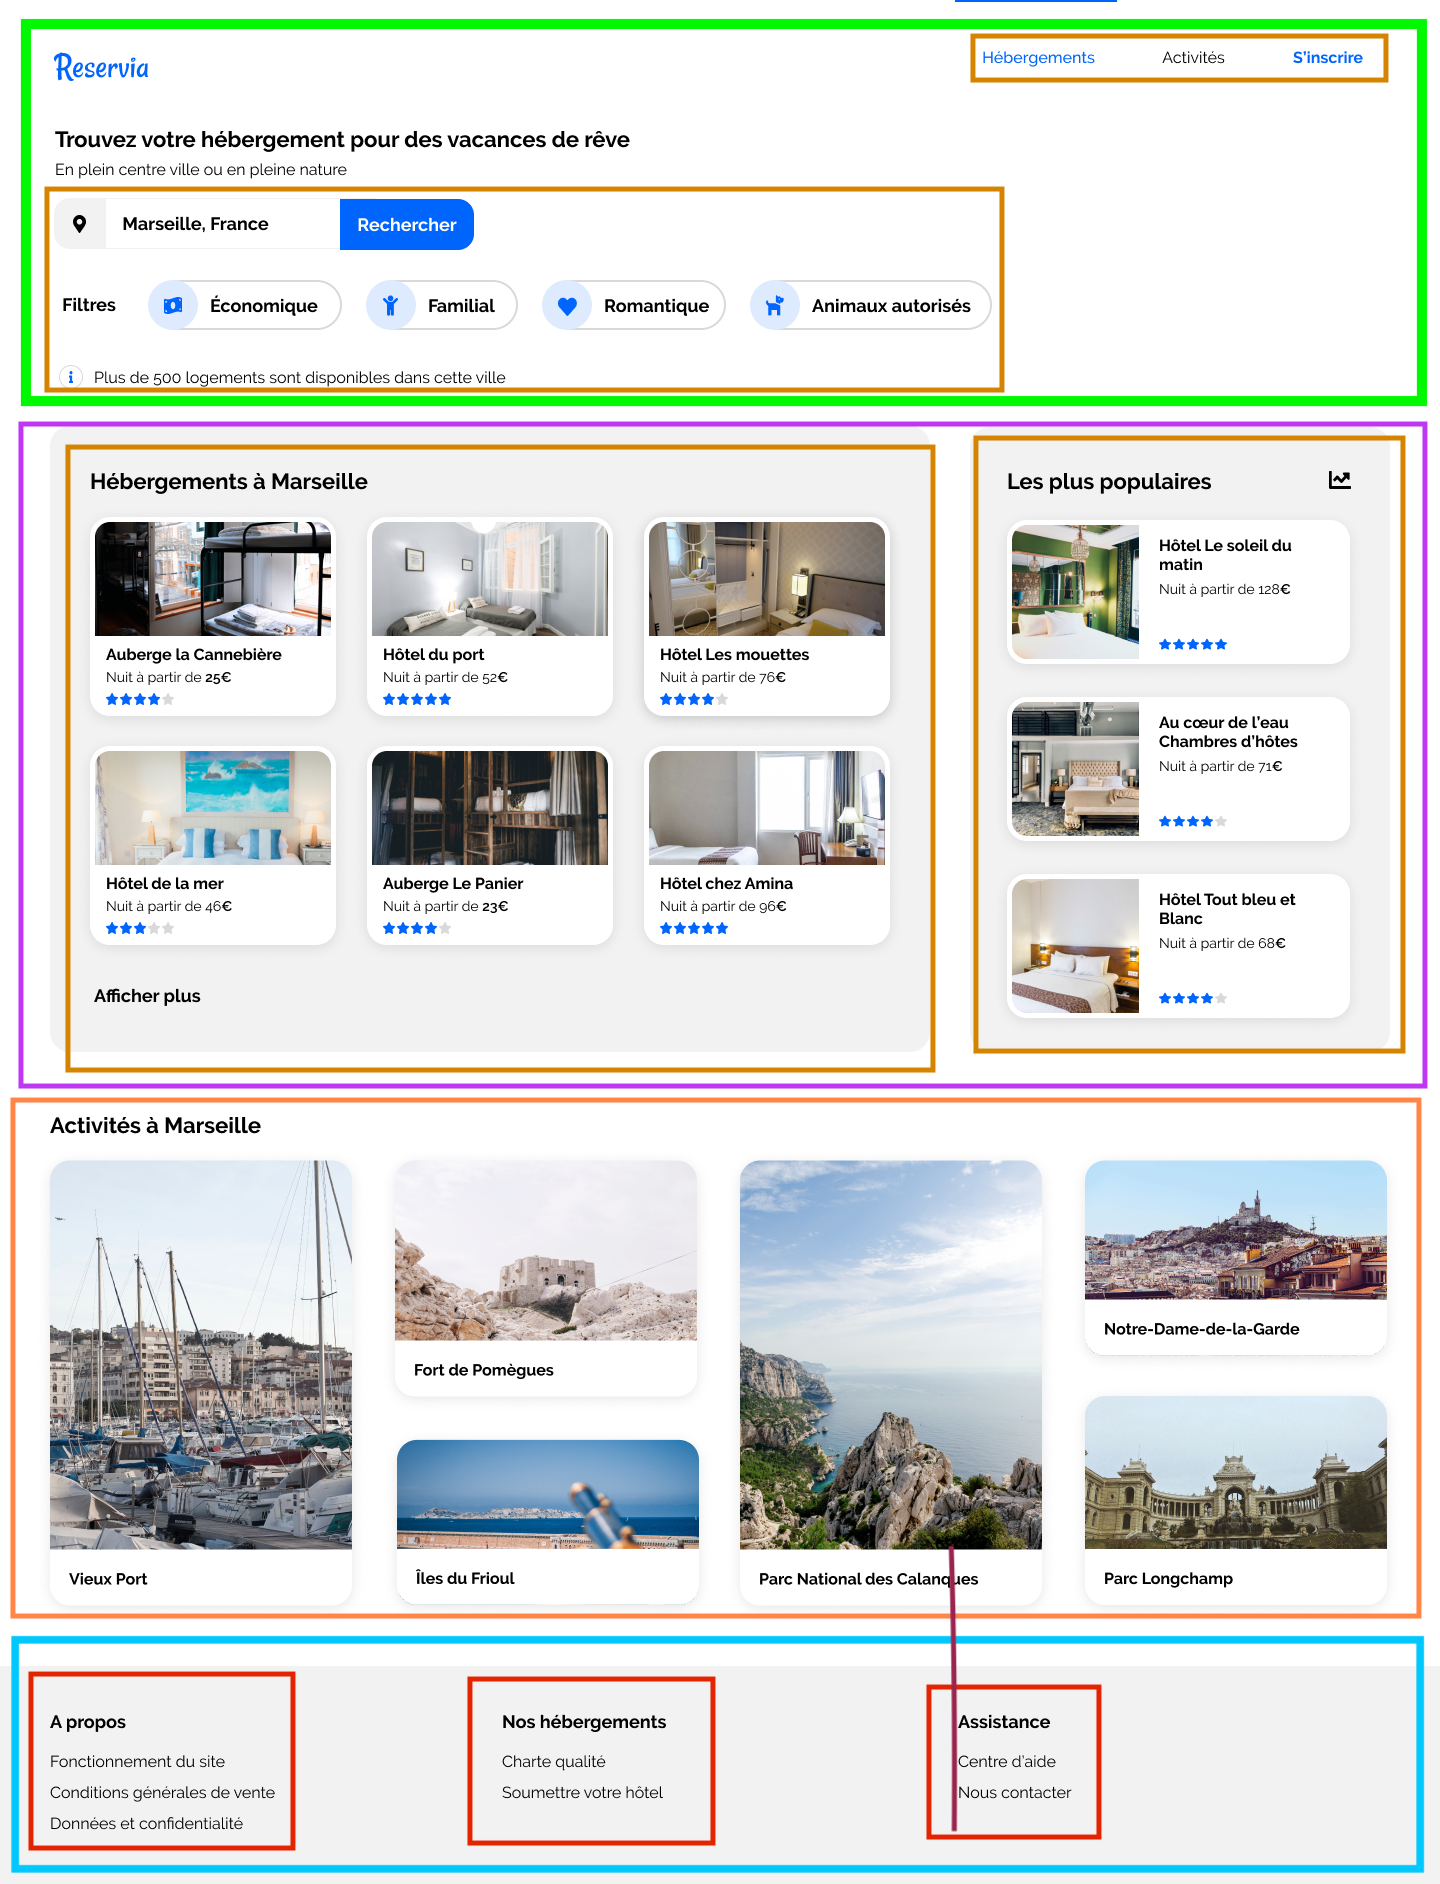 Reservia
Hébergements
Activités
S'inscrire
Trouvez votre hébergement pour des vacances de rêve
En plein centre ville ou en pleine nature
Marseille, France
Rechercher
Filtres
Économique
Familial
Romantique
Animaux autorisés
Plus de 500 logements sont disponibles dans cette ville
Hébergements à Marseille
Auberge la Cannebière
Nuit à partir de 25€
Hôtel du port
Nuit à partir de 52€
Hôtel Les mouettes
Nuit à partir de 76€
Hôtel de la mer
Nuit à partir de 46€
Auberge Le Panier
Nuit à partir de 23€
Hôtel chez Amina
Nuit à partir de 96€
Afficher plus
Les plus populaires
Hôtel Le soleil du
matin
Nuit à partir de 128€
Au cœur de l'eau
Chambres d'hôtes
Nuit à partir de 71€
Hôtel Tout bleu et
Blanc
Nuit à partir de 68€
Activités à Marseille
Vieux Port
Fort de Pomègues
Îles du Frioul
Parc National des Calanques
Notre-Dame-de-la-Garde
Parc Longchamp
A propos
Fonctionnement du site
Conditions générales de vente
Données et confidentialité
Nos hébergements
Charte qualité
Soumettre votre hôtel
Assistance
Centre d'aide
Nous contacter